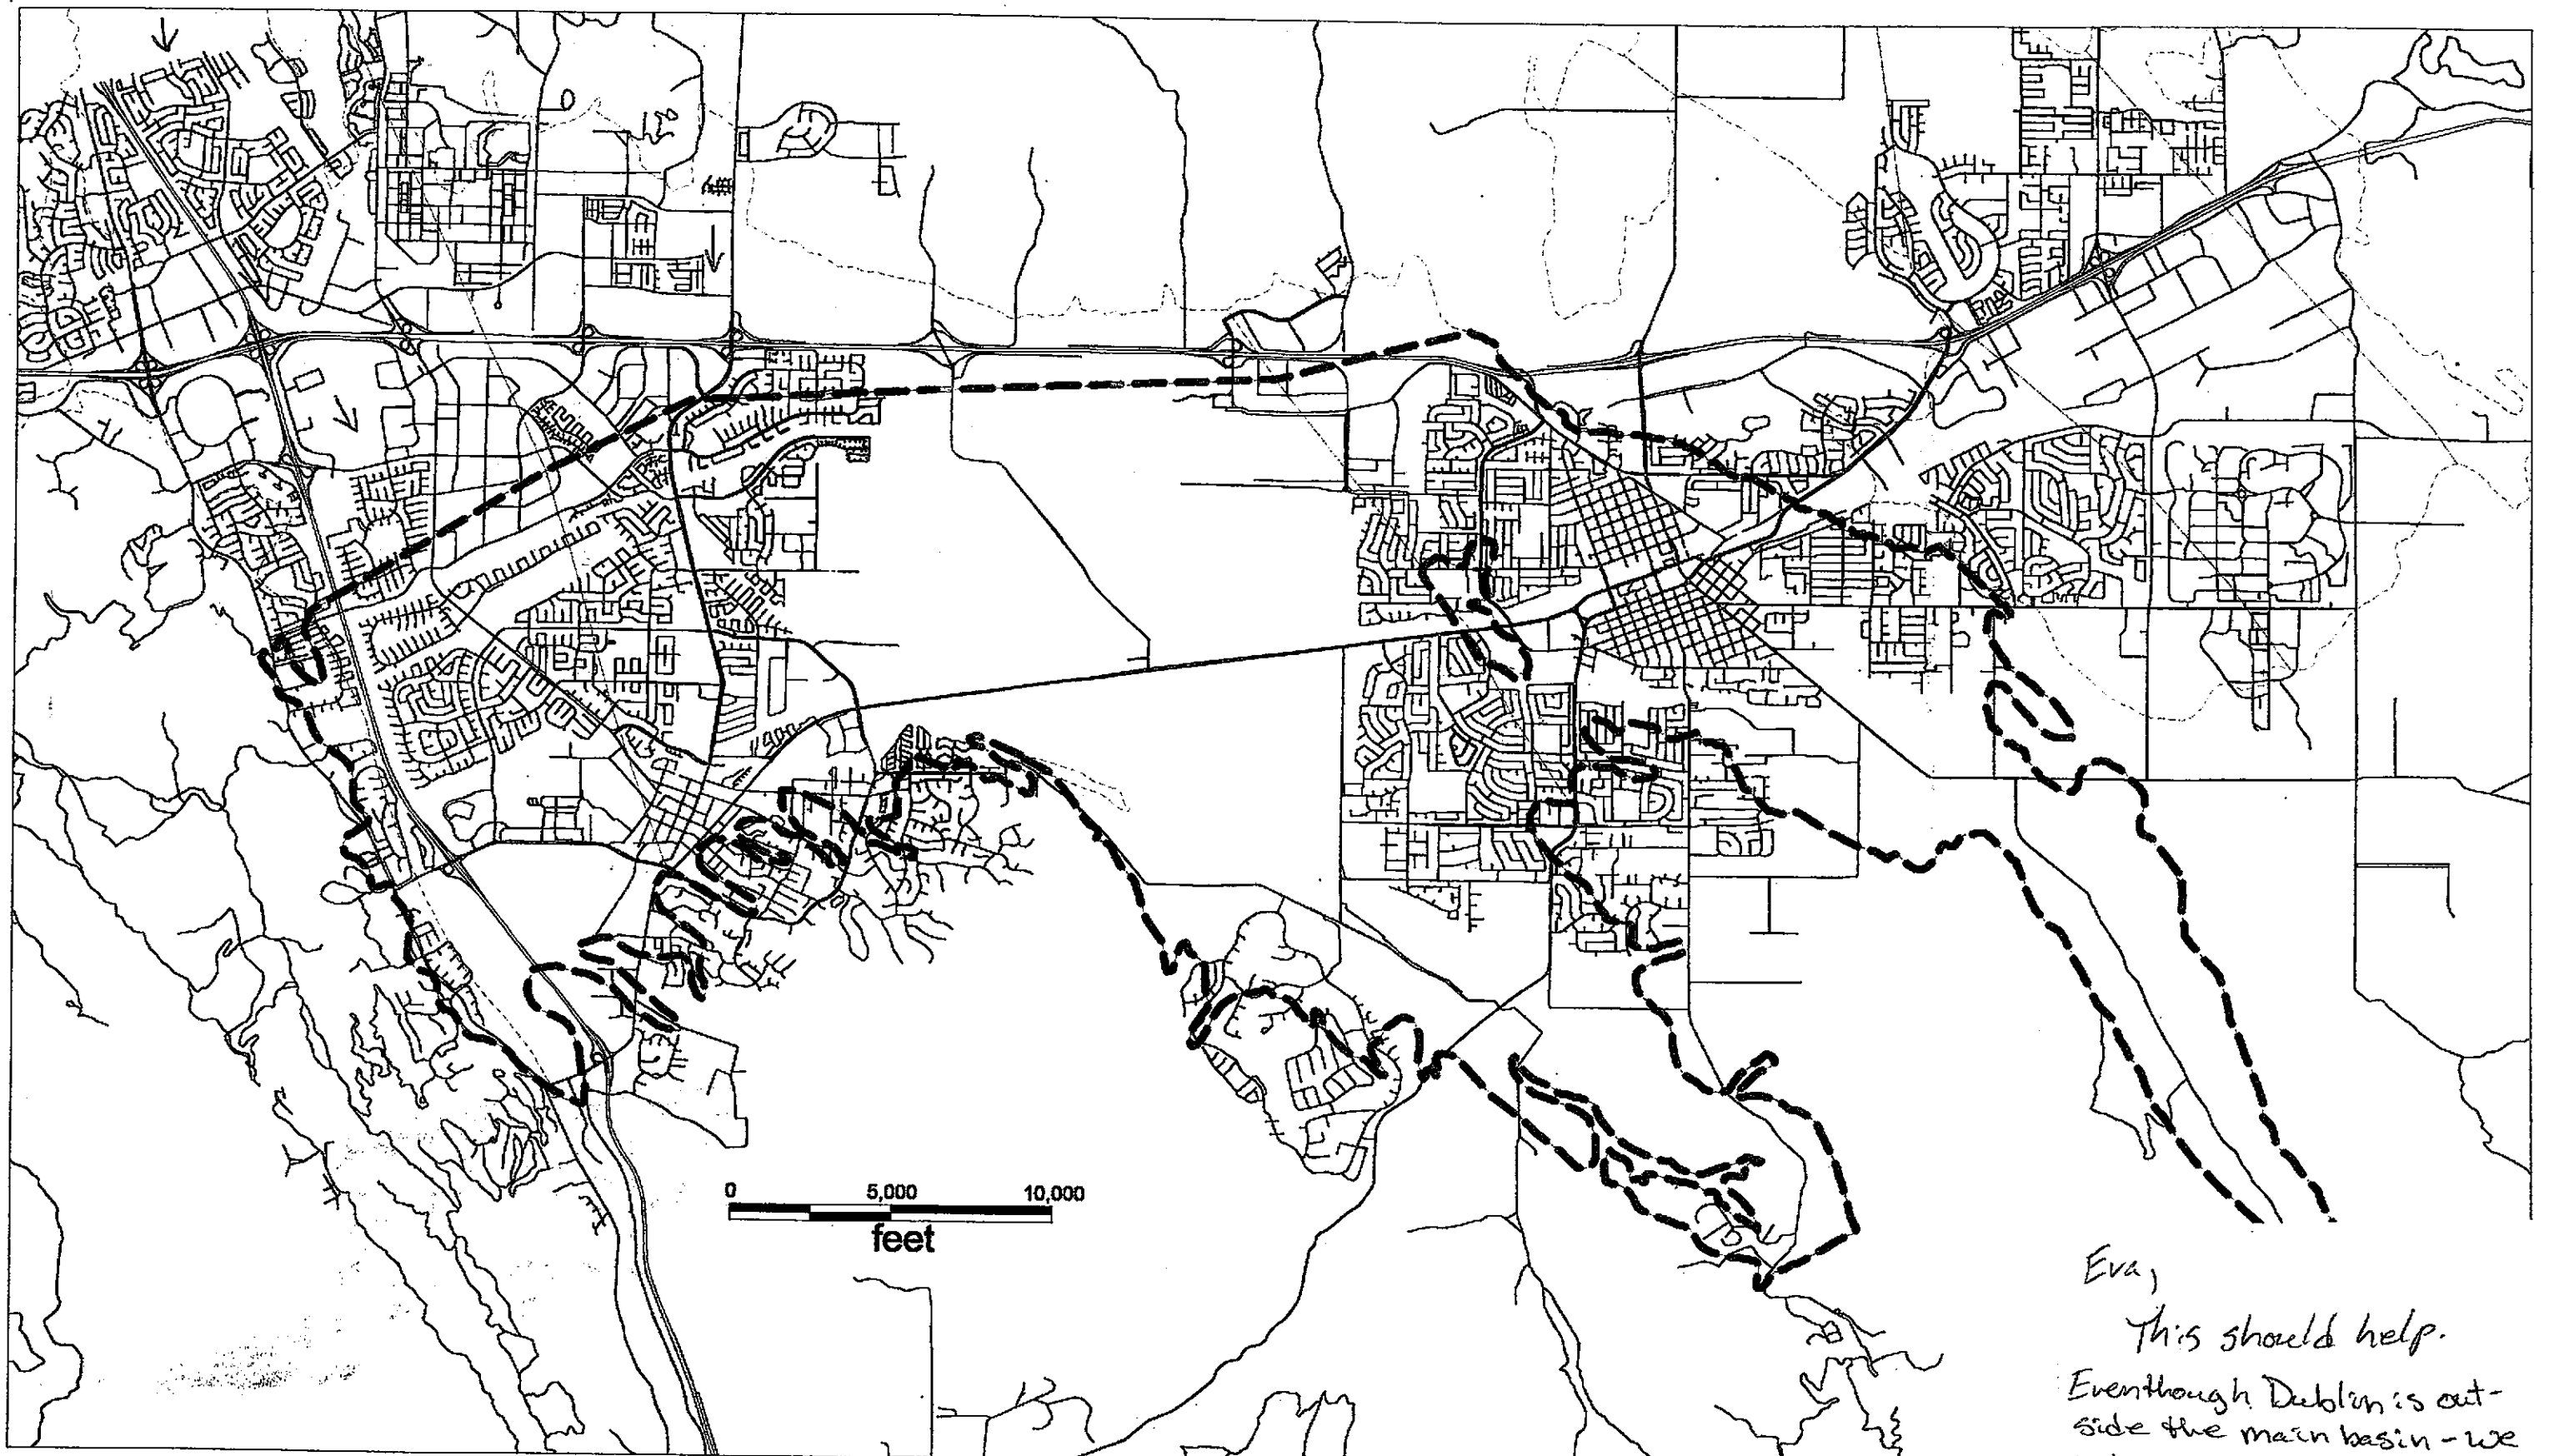 0 5,000 10,000
feet
Eva,
This should help.
Eventhough Dublin is out-
side the main basin - we